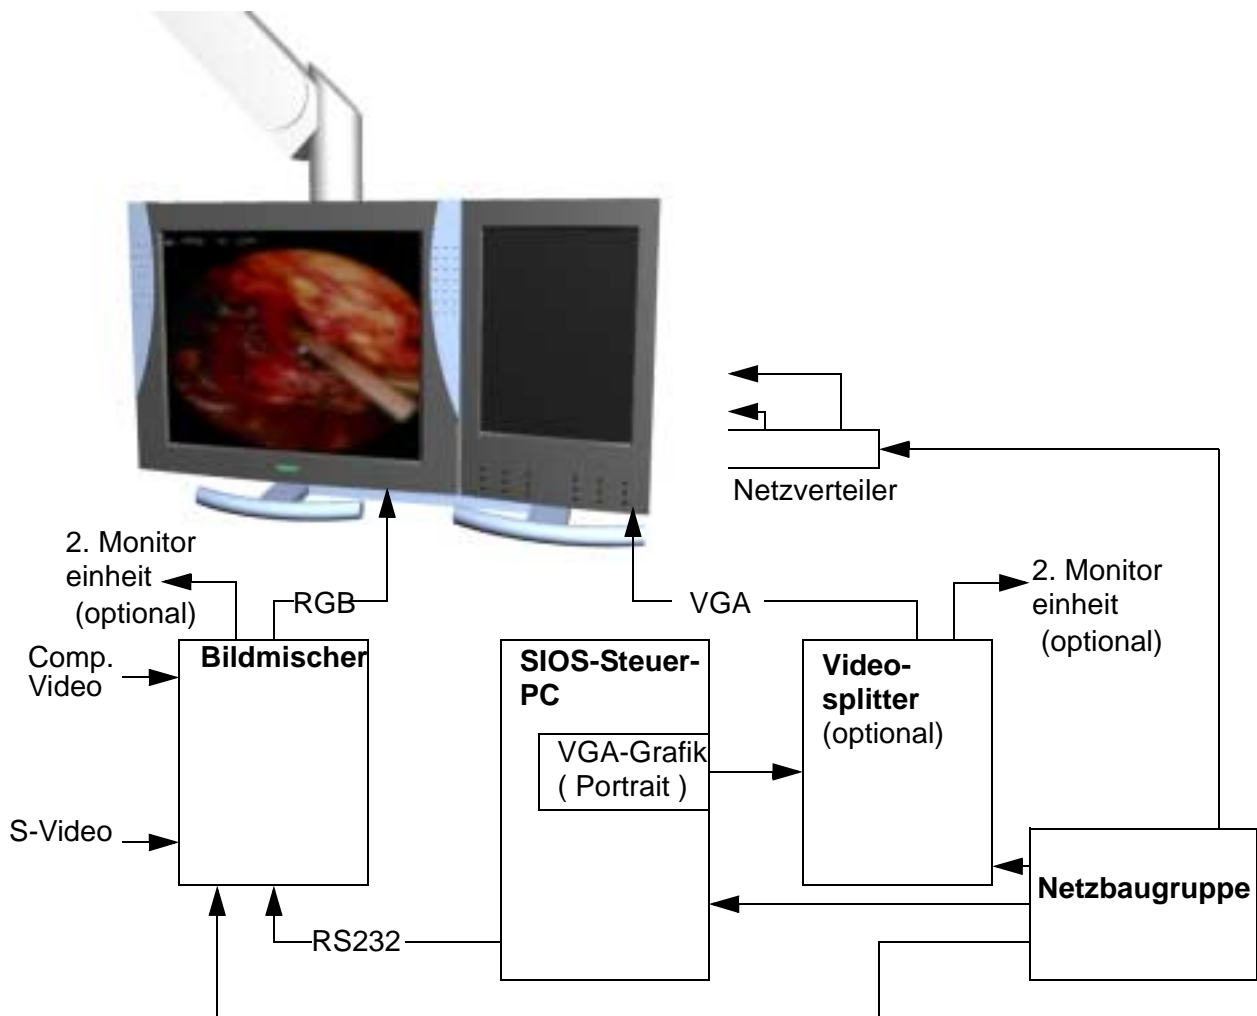 Netzverteiler
2. Monitor
einheit
(optional)
RGB
VGA
2. Monitor
einheit
(optional)
Comp.
Video
Bildmischer
SIOS-Steuer-
PC
Video-
splitter
(optional)
VGA-Grafik
( Portrait )
S-Video
Netzbaugruppe
RS232